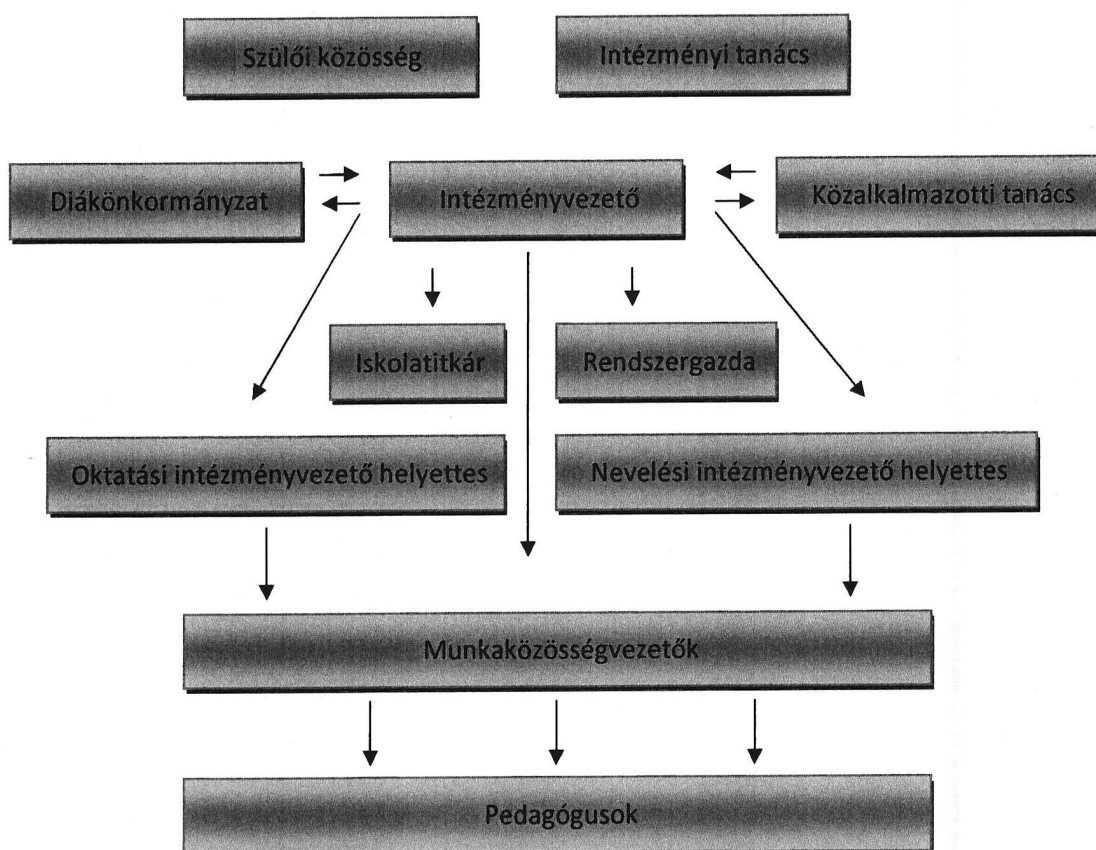 Szülői közösség
Intézményi tanács
Diákönkormányzat
Intézményvezető
Közalkalmazotti tanács
Iskolatitkár
Rendszergazda
Oktatási intézményvezető helyettes
Nevelési intézményvezető helyettes
Munkaközösségvezetők
Pedagógusok